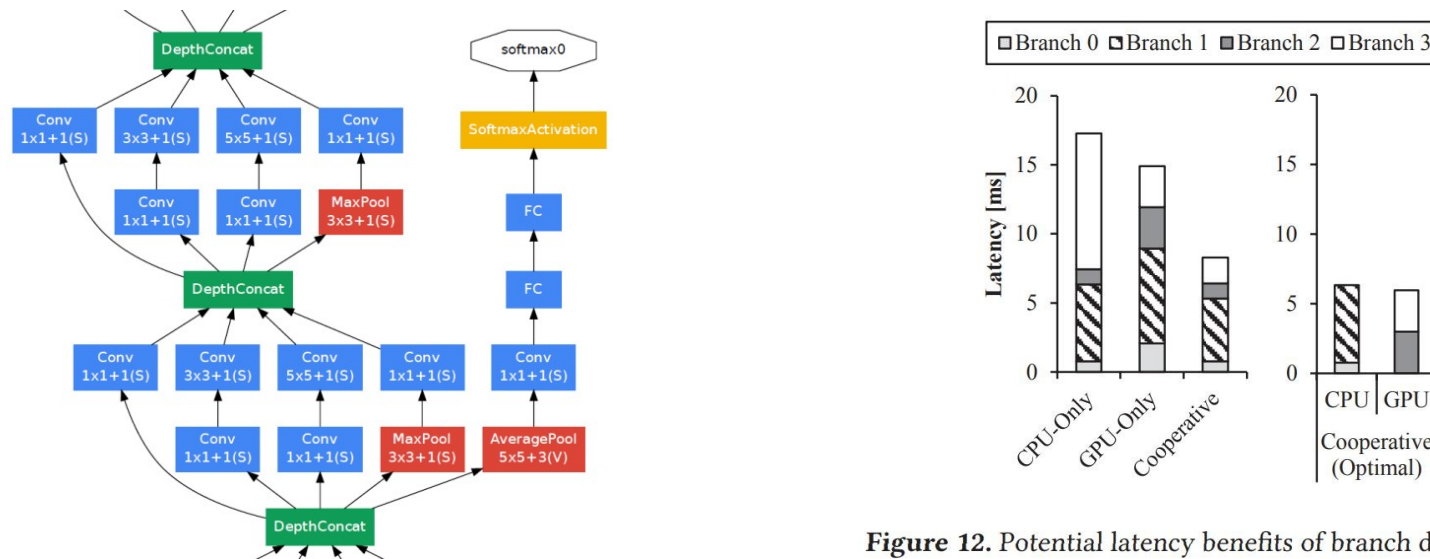 DepthConcat
softmax0
Conv
1x1+1(S)
Conv
3x3+1(S)
Conv
5x5+1(S)
Conv
1x1+1(S)
SoftmaxActivation
Conv
1x1+1(S)
Conv
1x1+1(S)
MaxPool
3x3+1(S)
FC
DepthConcat
FC
Conv
1x1+1(S)
Conv
3x3+1(S)
Conv
5x5+1(S)
Conv
1x1+1(S)
Conv
1x1+1(S)
Conv
1x1+1(S)
Conv
1x1+1(S)
MaxPool
3x3+1(S)
AveragePool
5x5+3(V)
DepthConcat
Branch 0 Branch 1 Branch 2 Branch 3
Latency [ms]
20
15
10
5
0
CPU-Only
GPU-Only
Cooperative
20
15
10
5
0
CPU GPU
Cooperative
(Optimal)
Figure 12. Potential latency benefits of branch d